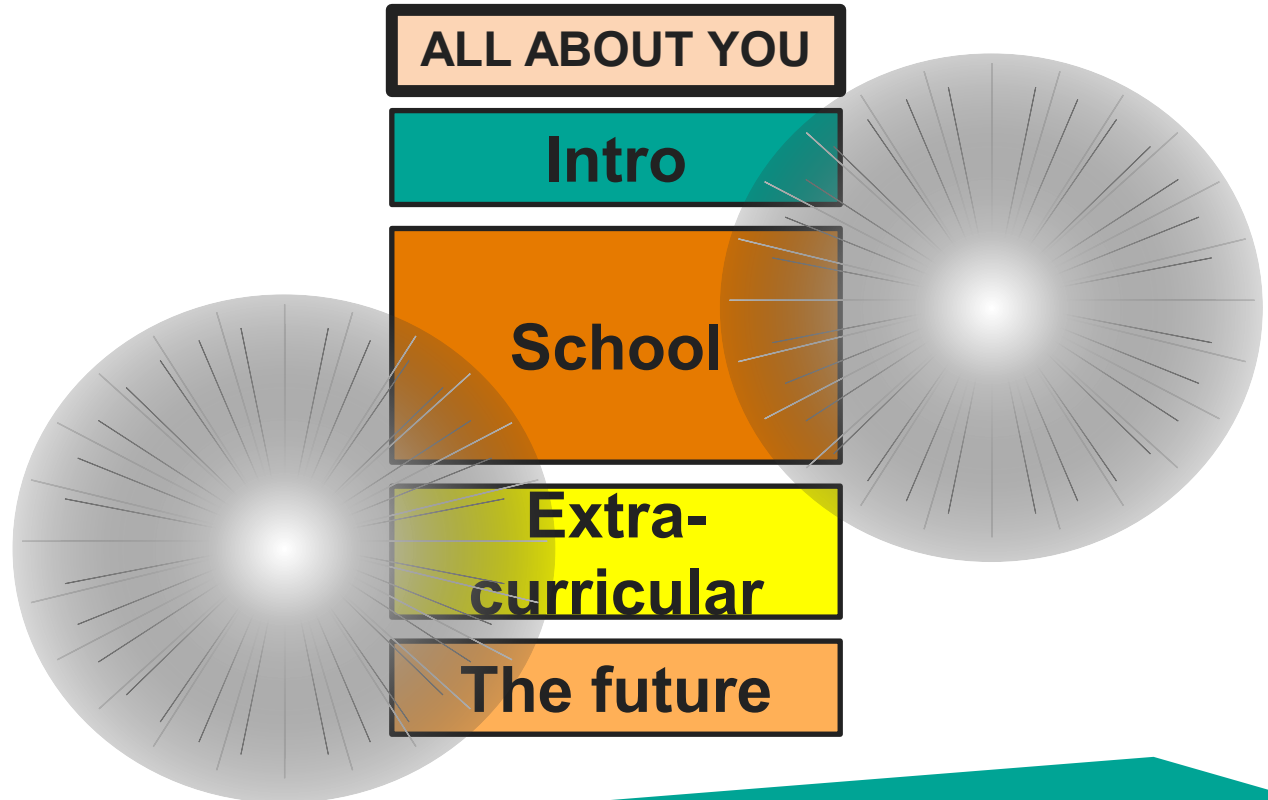 ALL ABOUT YOU
Intro
School
Extra-
curricular
The future